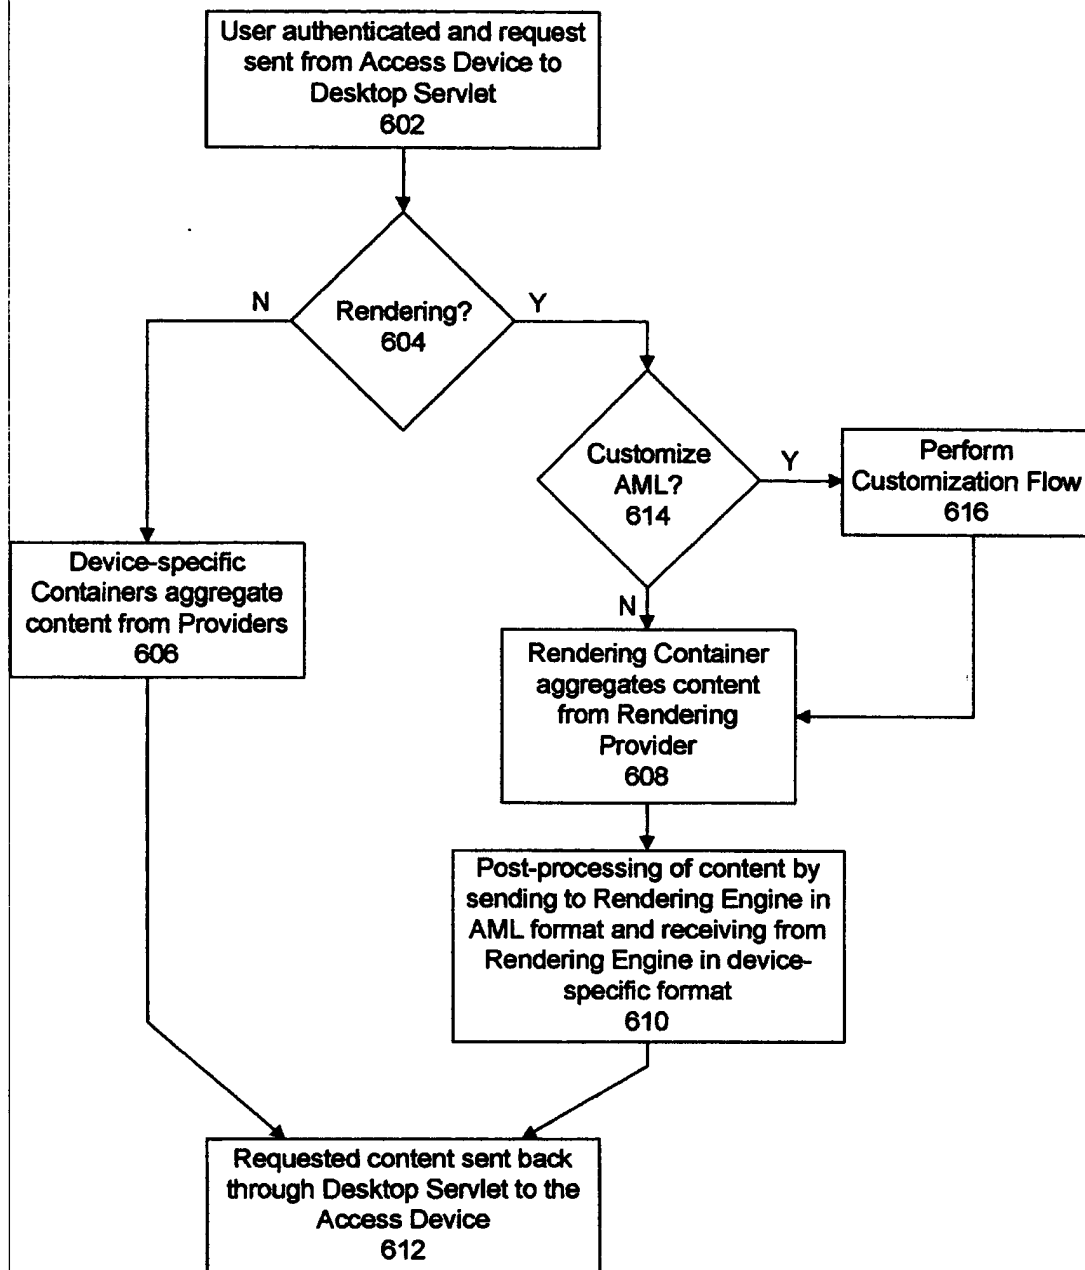 User authenticated and request
sent from Access Device to
Desktop Servlet
602
N
Rendering?
604
Y
Customize
AML?
614
Y
Perform
Customization Flow
616
Device-specific
Containers aggregate
content from Providers
606
N
Rendering Container
aggregates content
from Rendering
Provider
608
Post-processing of content by
sending to Rendering Engine in
AML format and receiving from
Rendering Engine in device-
specific format
610
Requested content sent back
through Desktop Servlet to the
Access Device
612